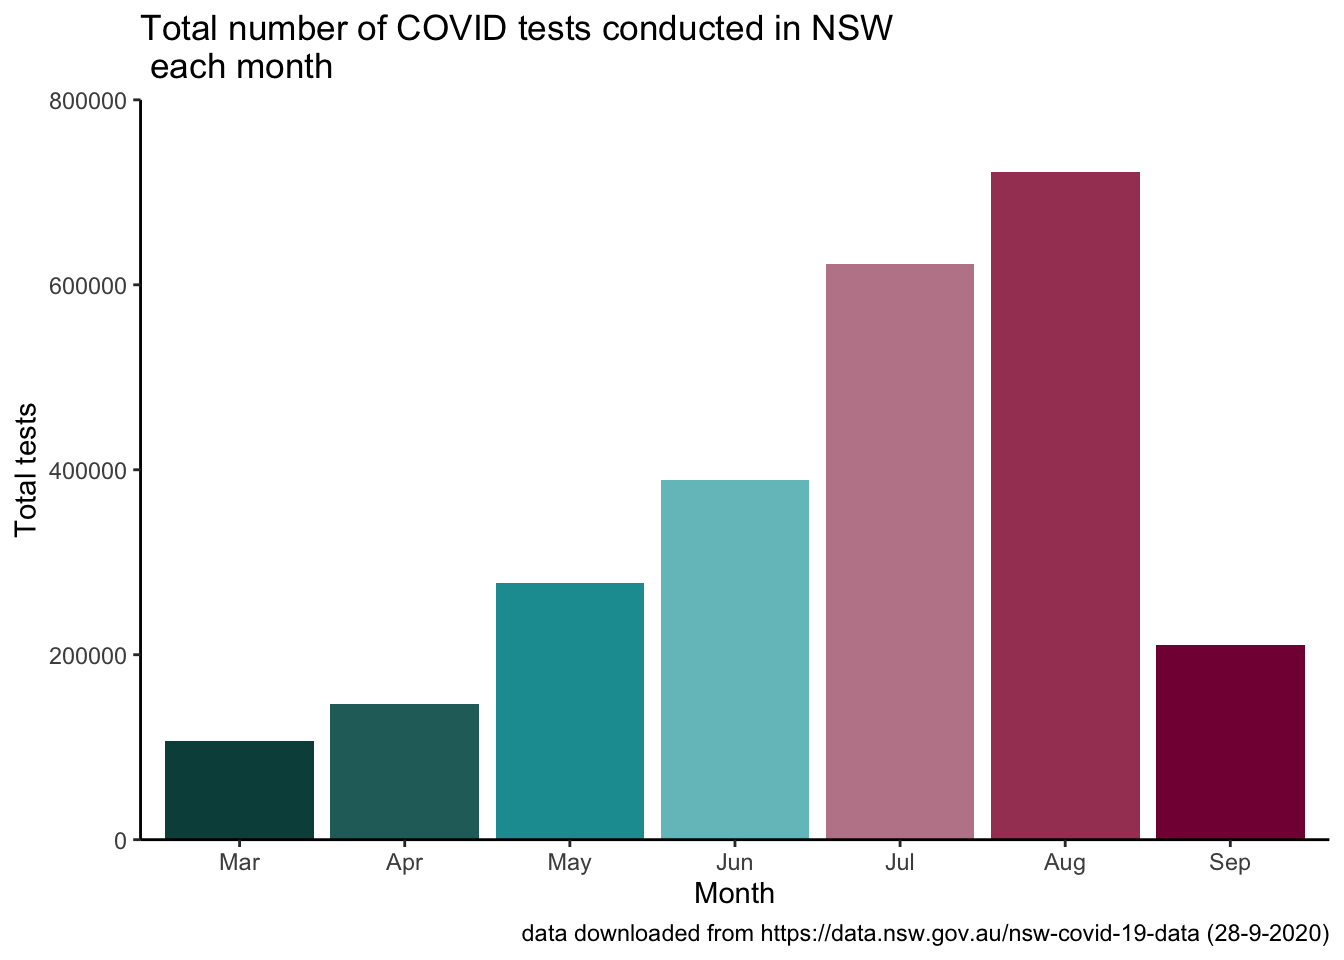 Total number of COVID tests conducted in NSW
each month
800000
600000
400000
200000
0
Total tests
Mar Apr May Jun Jul Aug Sep
Month
data downloaded from https://data.nsw.gov.au/nsw-covid-19-data (28-9-2020)